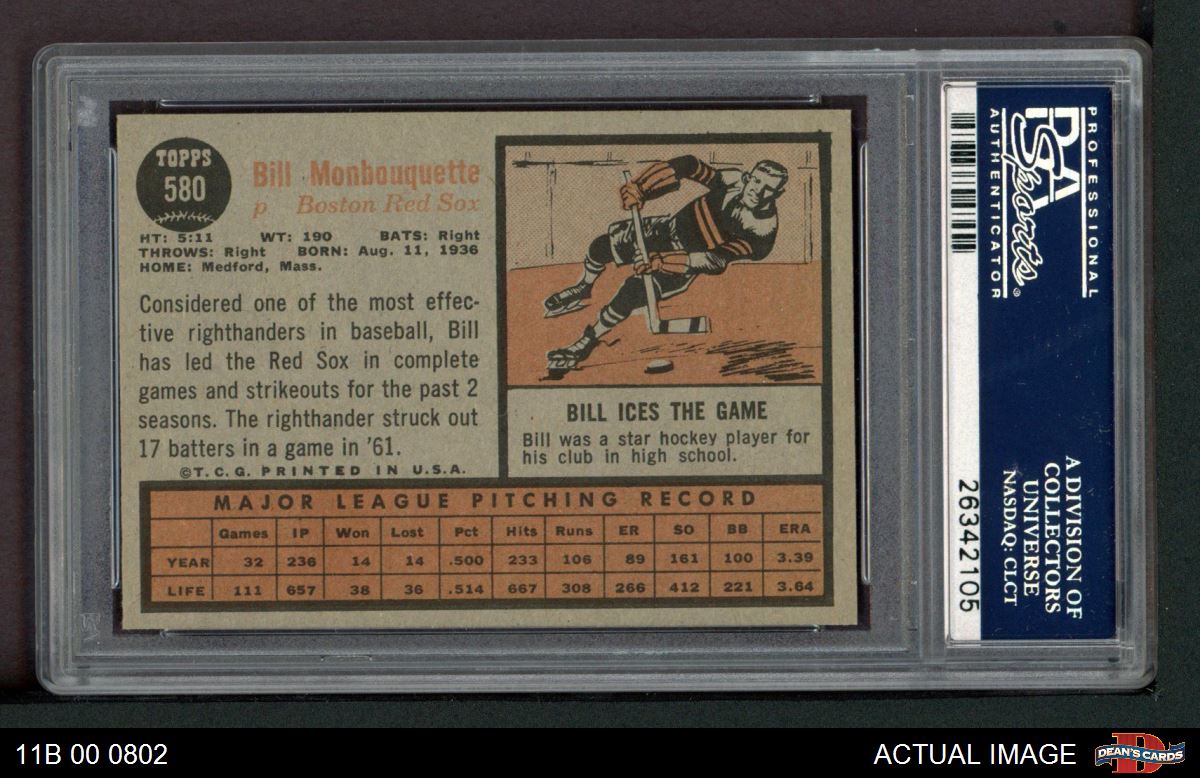 TOPPS
580
Bill Monbouquette
p Boston Red Sox
HT: 5:11 WT: 190 BATS: Right
THROWS: Right BORN: Aug. 11, 1936
HOME: Medford, Mass.
Considered one of the most effec-
tive righthanders in baseball, Bill
has led the Red Sox in complete
games and strikeouts for the past 2
seasons. The righthander struck out
17 batters in a game in '61.
©T.C.G. PRINTED IN U.S.A.
BILL ICES THE GAME
Bill was a star hockey player for
his club in high school.
MAJOR LEAGUE PITCHING RECORD
Games IP Won Lost Pct Hits Runs ER SO BB ERA
YEAR 32 236 14 14 .500 233 106 89 161 100 3.39
LIFE 111 657 38 36 .514 667 308 266 412 221 3.64
PROFESSIONAL
PSA
Sports
AUTHENTICATOR
®
A DIVISION OF
COLLECTORS
UNIVERSE
NASDAQ: CLCT
26342105
11B 00 0802
ACTUAL IMAGE
D
DEAN'S CARDS